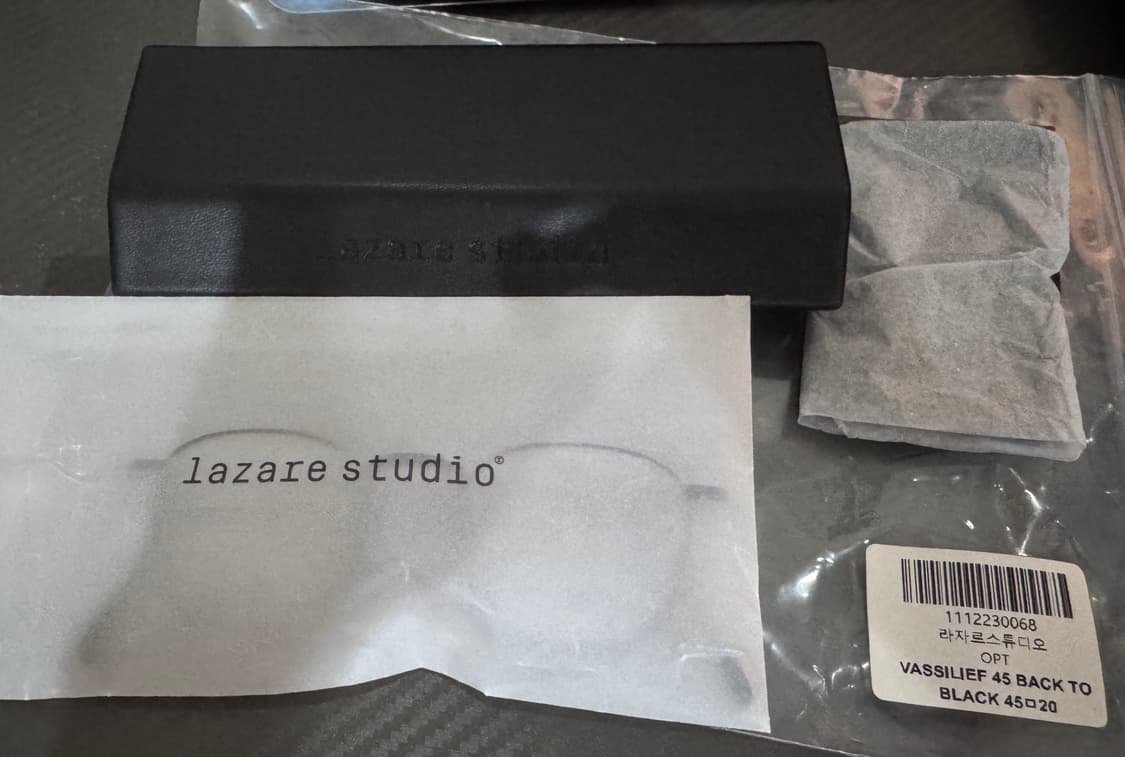 lazare studio
lazare studio®
1112230068
라자르스튜디오
OPT
VASSILIEF 45 BACK TO
BLACK 45□20